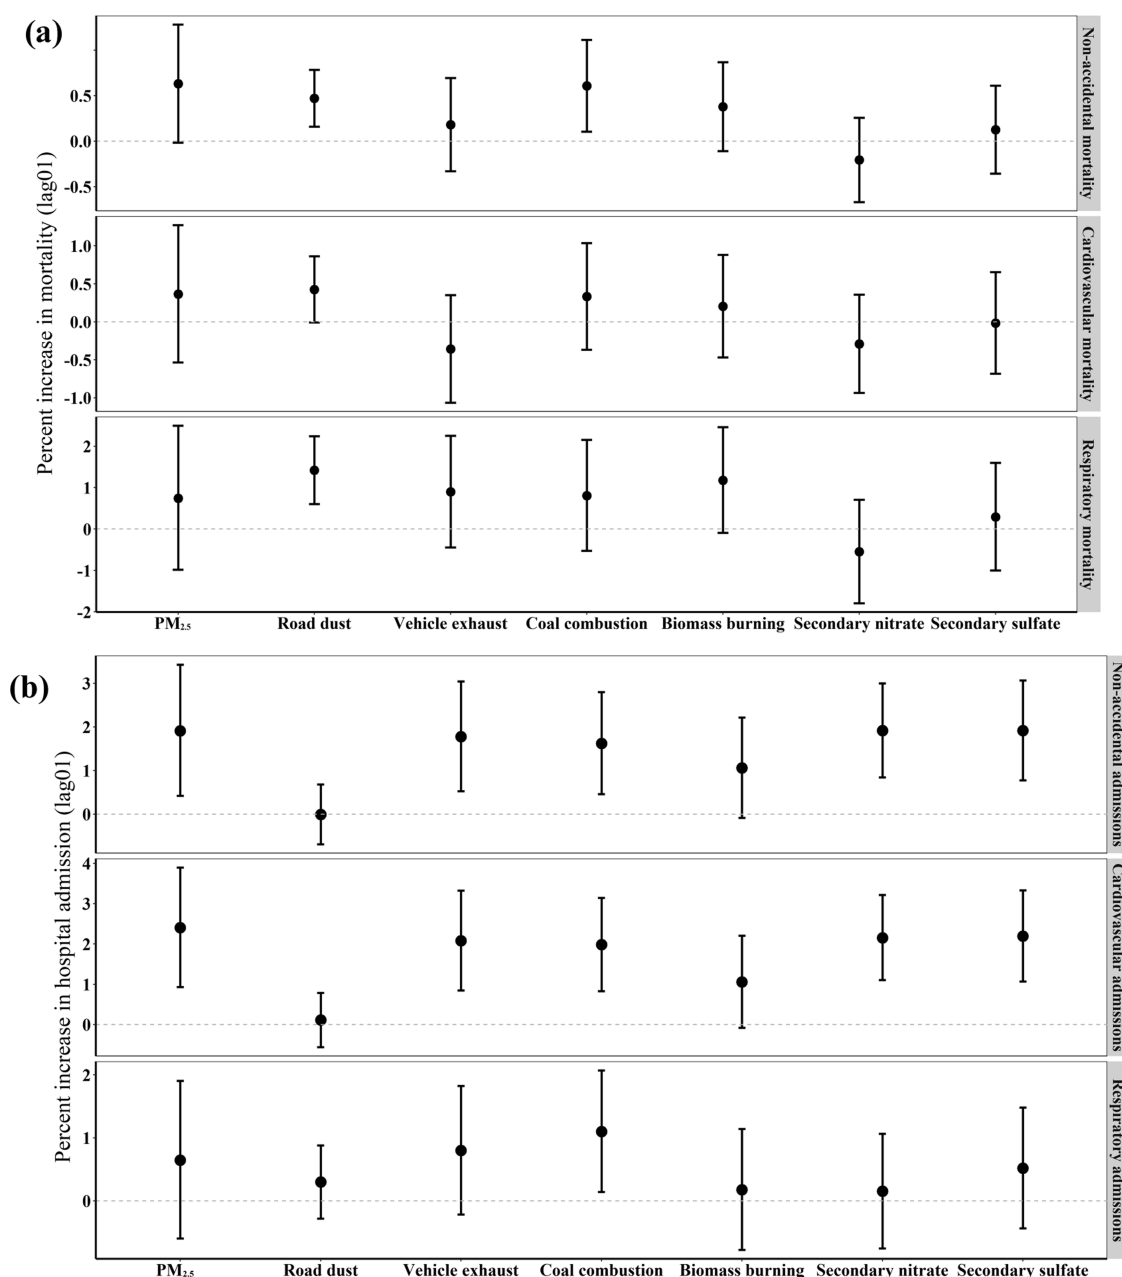 (a)
Percent increase in mortality (lag01)
0.5
0.0
-0.5
Non-accidental mortality
1.0
0.5
0.0
-0.5
-1.0
Cardiovascular mortality
2
1
0
-1
-2
Respiratory mortality
PM2.5 Road dust Vehicle exhaust Coal combustion Biomass burning Secondary nitrate Secondary sulfate
(b)
Percent increase in hospital admission (lag01)
3
2
1
0
Non-accidental admissions
4
3
2
1
0
Cardiovascular admissions
2
1
0
Respiratory admissions
PM2.5 Road dust Vehicle exhaust Coal combustion Biomass burning Secondary nitrate Secondary sulfate